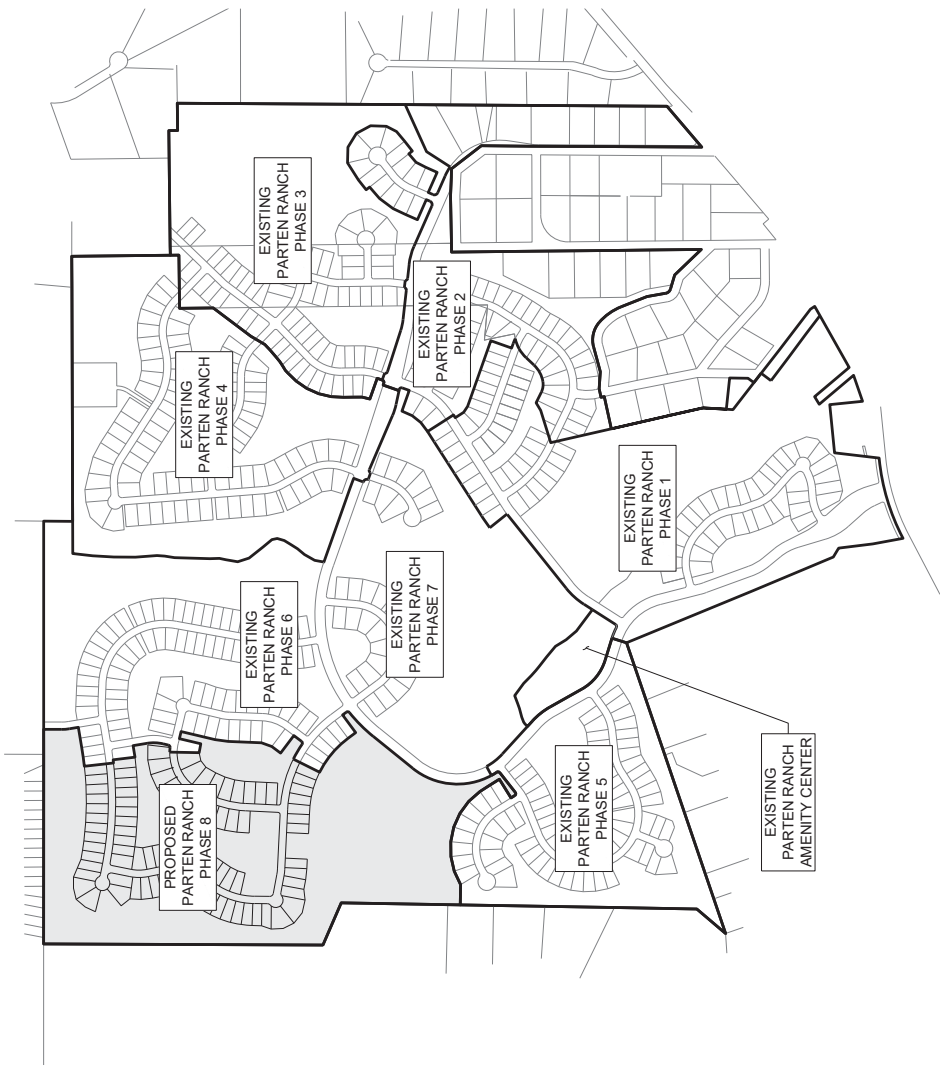 EXISTING
PARTEN RANCH
PHASE 3
EXISTING
PARTEN RANCH
PHASE 2
EXISTING
PARTEN RANCH
PHASE 4
EXISTING
PARTEN RANCH
PHASE 1
EXISTING
PARTEN RANCH
PHASE 7
EXISTING
PARTEN RANCH
PHASE 6
PROPOSED
PARTEN RANCH
PHASE 8
EXISTING
PARTEN RANCH
PHASE 5
EXISTING
PARTEN RANCH
AMENITY CENTER